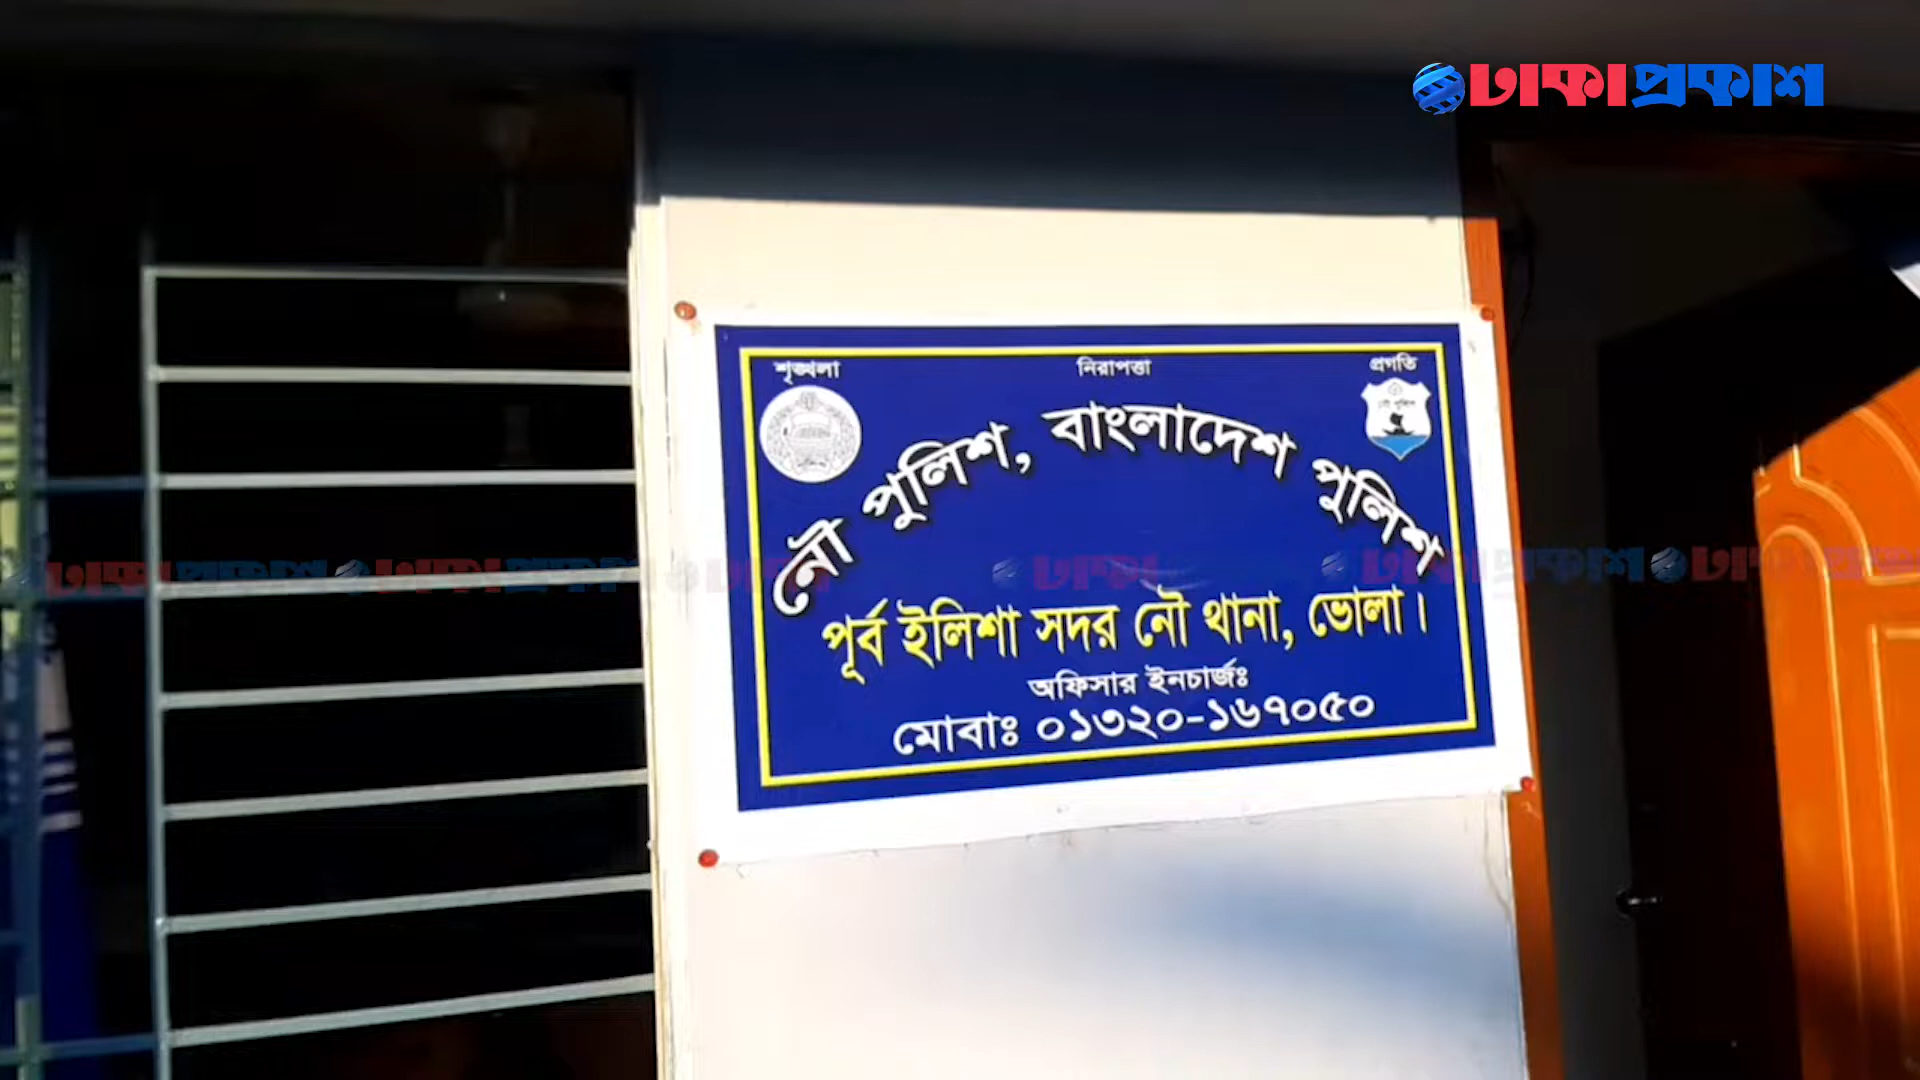 ঢাকাপ্রকাশ
শৃঙ্খলা নিরাপত্তা প্রগতি
নৌ পুলিশ, বাংলাদেশ পুলিশ
পূর্ব ইলিশা সদর নৌ থানা, ভোলা।
অফিসার ইনচার্জঃ
মোবাঃ ০১৩২০-১৬৭০৫০